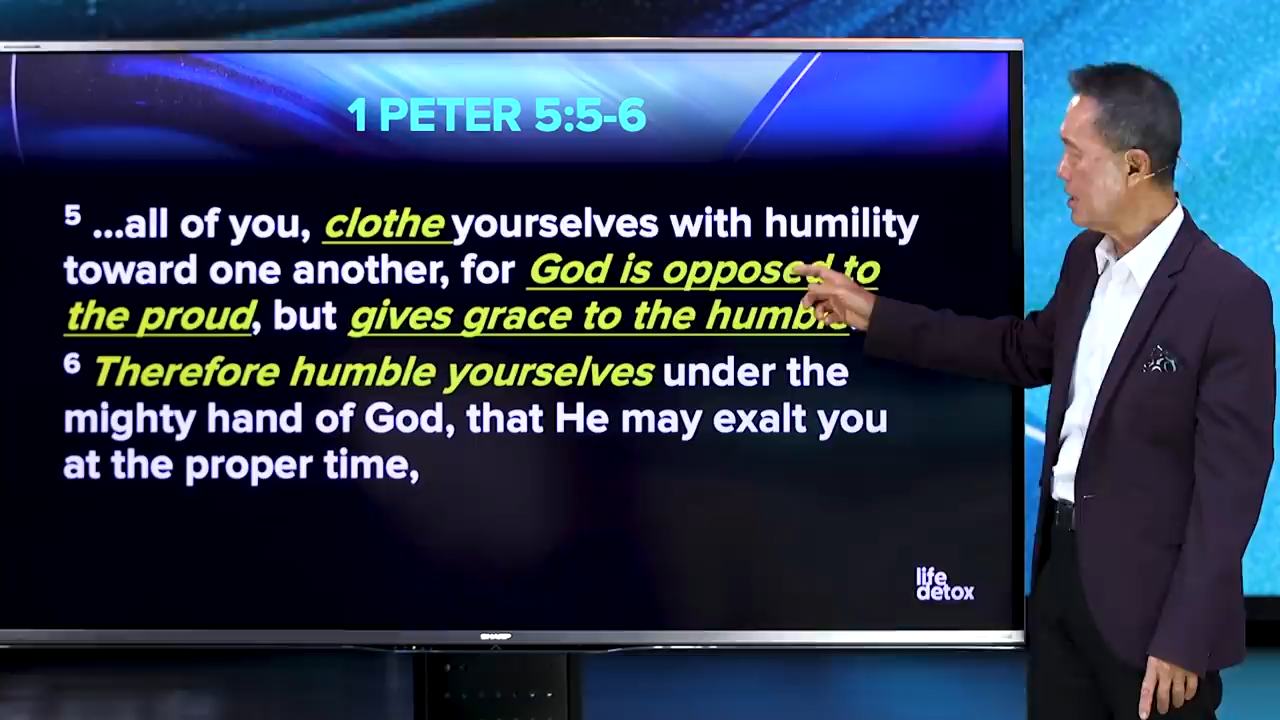 1 PETER 5:5-6
5 ...all of you, clothe yourselves with humility
toward one another, for God is opposed to
the proud, but gives grace to the humble.
6 Therefore humble yourselves under the
mighty hand of God, that He may exalt you
at the proper time,
life
detox
SHARP